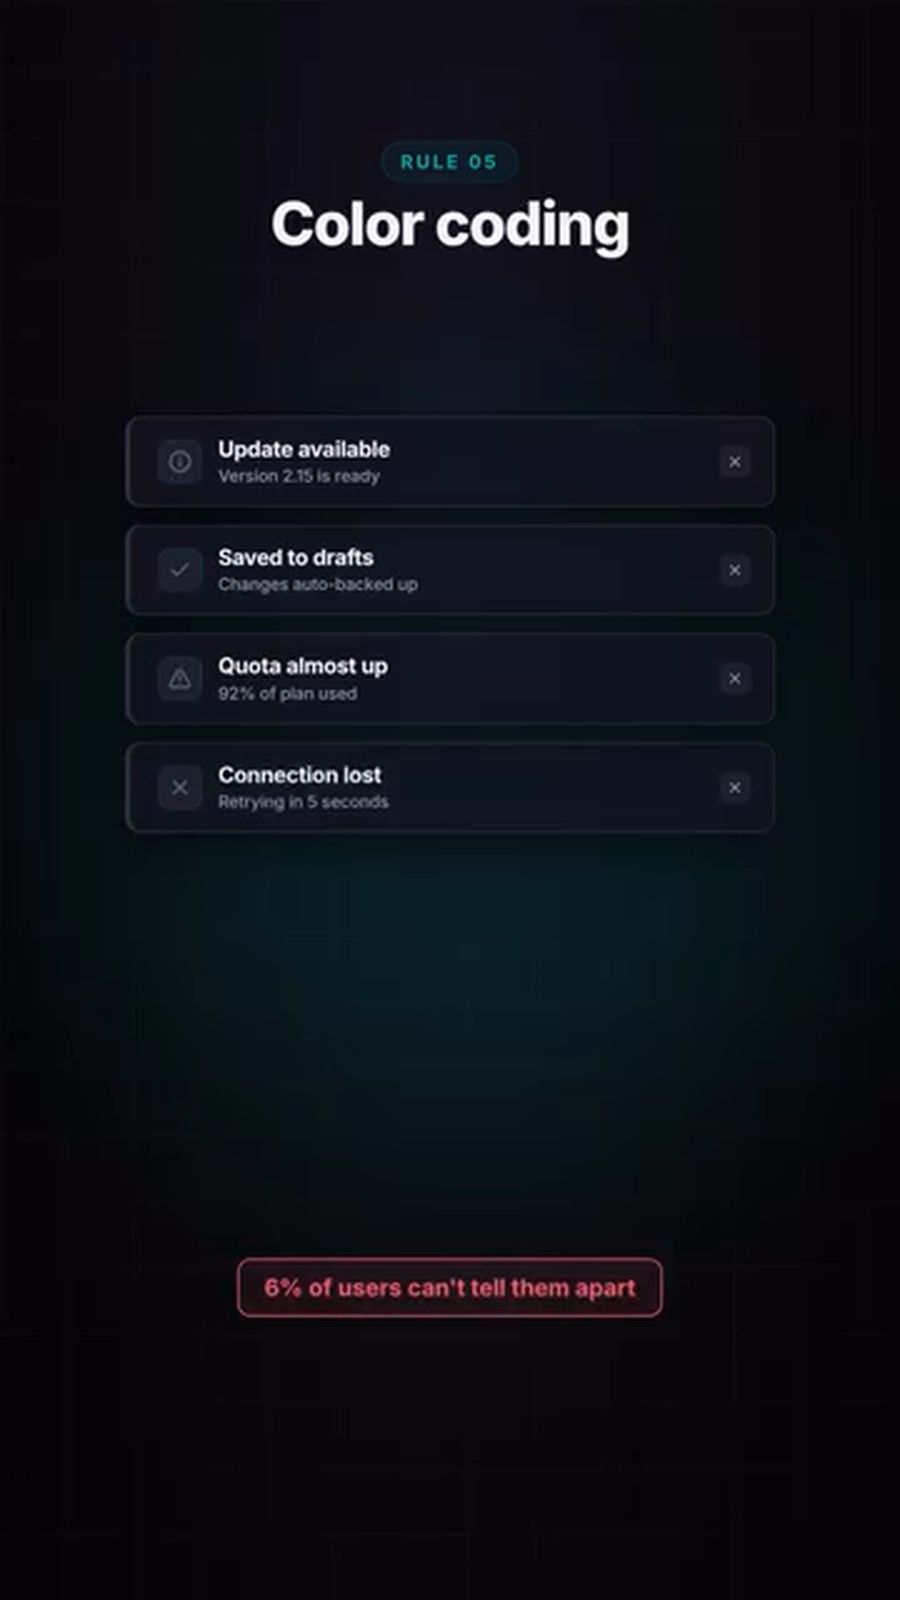 RULE 05
Color coding
Update available
Version 2.15 is ready
Saved to drafts
Changes auto-backed up
Quota almost up
92% of plan used
Connection lost
Retrying in 5 seconds
6% of users can't tell them apart